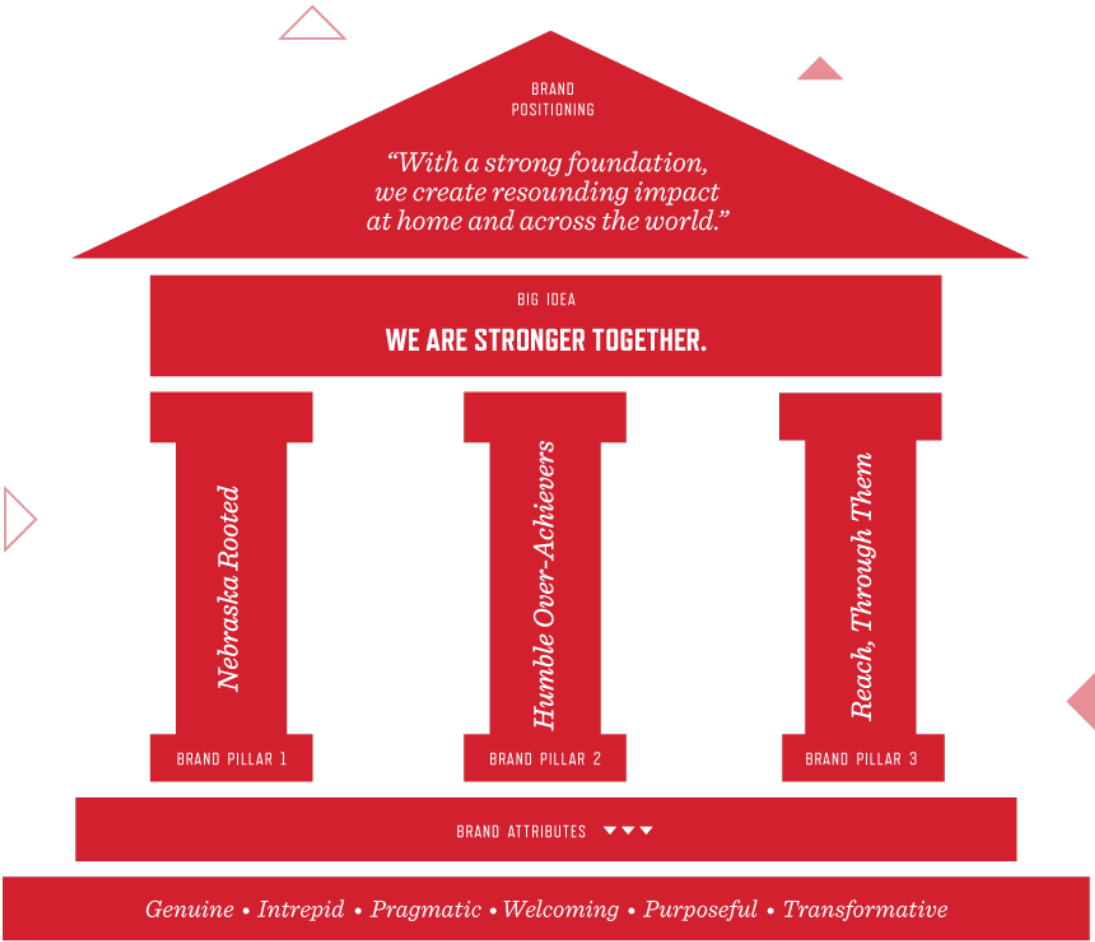 BRAND
POSITIONING
“With a strong foundation,
we create resounding impact
at home and across the world.”
BIG IDEA
WE ARE STRONGER TOGETHER.
Nebraska Rooted
BRAND PILLAR 1
Humble Over-Achievers
BRAND PILLAR 2
Reach, Through Them
BRAND PILLAR 3
BRAND ATTRIBUTES
Genuine • Intrepid • Pragmatic • Welcoming • Purposeful • Transformative